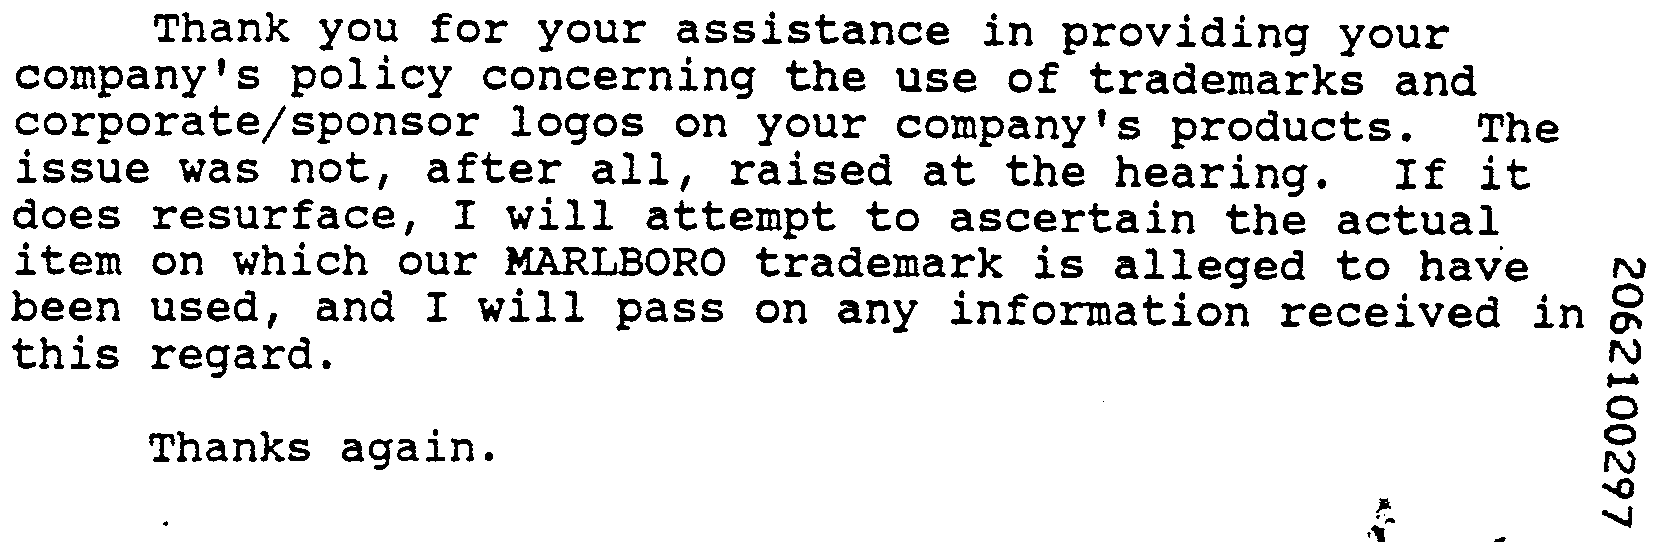 Thank you for your assistance in providing your
company's policy concerning the use of trademarks and
corporate/sponsor logos on your company's products.  The
issue was not, after all, raised at the hearing.  If it
does resurface, I will attempt to ascertain the actual
item on which our MARLBORO trademark is alleged to have
been used, and I will pass on any information received in
this regard.
Thanks again.
2062100297